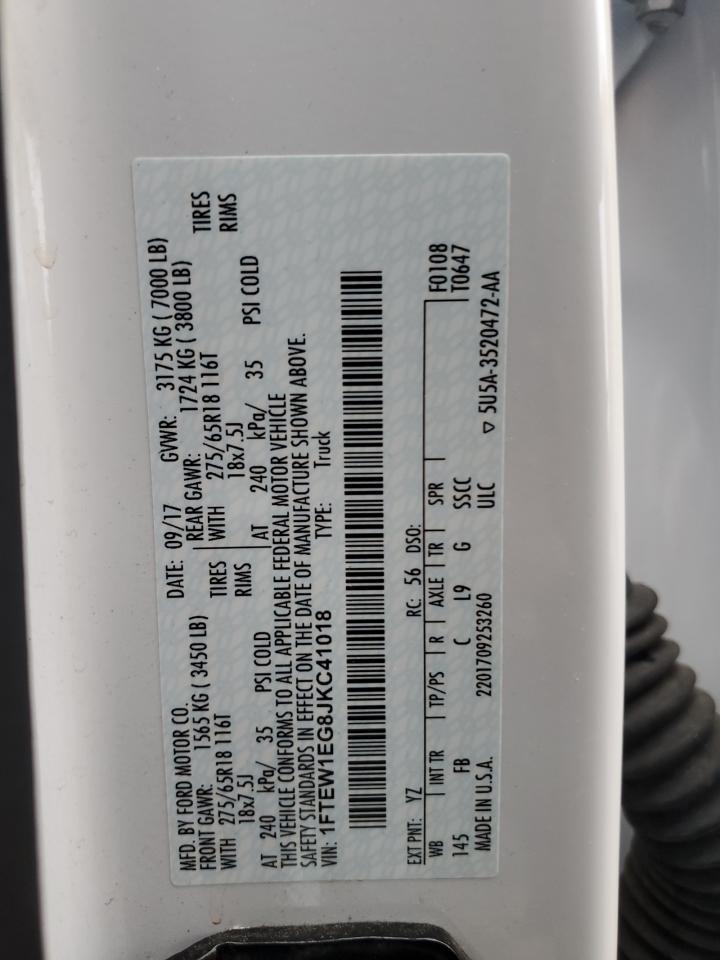 MFD. BY FORD MOTOR CO. DATE: 09/17 GVWR: 3175 KG ( 7000 LB)
FRONT GAWR: 1565 KG ( 3450 LB) REAR GAWR: 1724 KG ( 3800 LB)
WITH 275/65R18 116T TIRES WITH 275/65R18 116T TIRES
18x7.5J RIMS 18x7.5J RIMS
AT 240 kPa/ 35 PSI COLD AT 240 kPa/ 35 PSI COLD
THIS VEHICLE CONFORMS TO ALL APPLICABLE FEDERAL MOTOR VEHICLE
SAFETY STANDARDS IN EFFECT ON THE DATE OF MANUFACTURE SHOWN ABOVE.
VIN: 1FTEW1EG8JKC41018 TYPE: Truck
EXT PNT: YZ RC: 56 DSO:
WB INT TR TP/PS R AXLE TR SPR F0108
145 FB C L9 G SSCC T0647
MADE IN U.S.A. 2201709253260 ULC ▽ 5U5A-3520472-AA